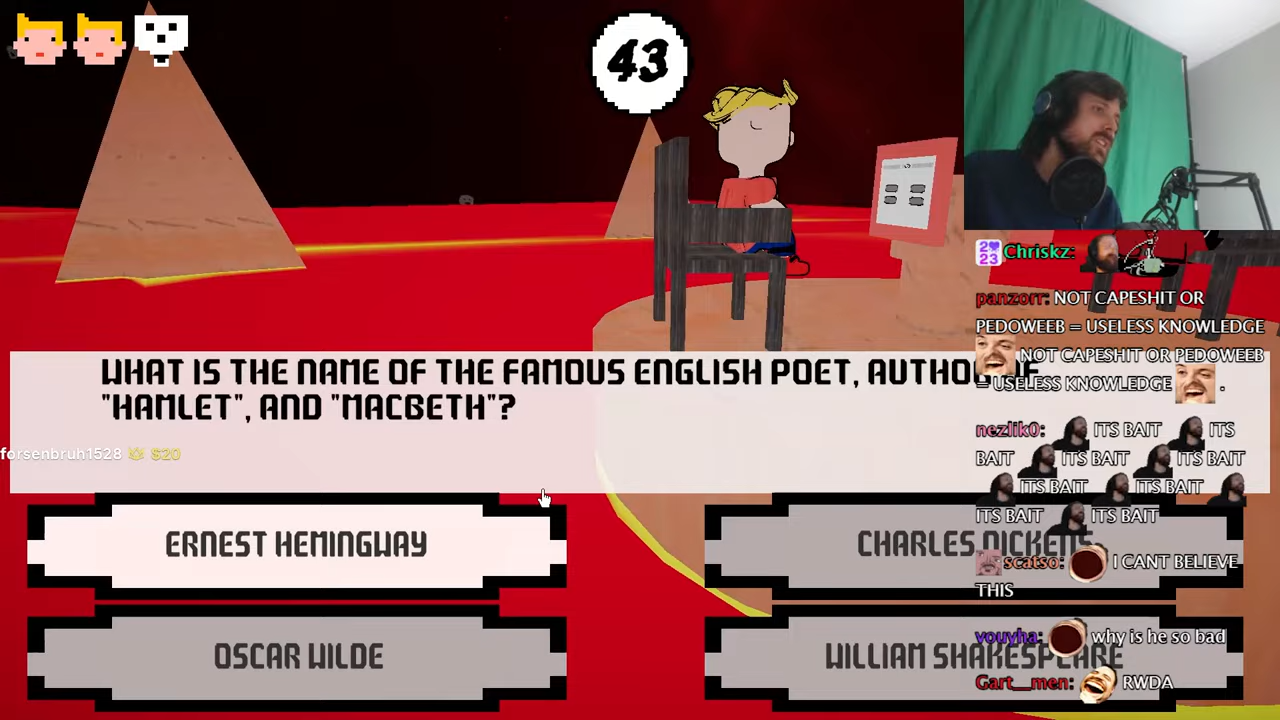 43
WHAT IS THE NAME OF THE FAMOUS ENGLISH POET, AUTHO
"HAMLET", AND "MACBETH"?
forsenbruh1528 $20
ERNEST HEMINGWAY
CHARLES DICKENS
OSCAR WILDE
WILLIAM SHAKESPEARE
2 23 Chriskz:
panzorr: NOT CAPESHIT OR
PEDOWEEB = USELESS KNOWLEDGE
NOT CAPESHIT OR PEDOWEEB
= USELESS KNOWLEDGE .
nezlik0: ITS BAIT ITS
BAIT ITS BAIT ITS BAIT
ITS BAIT ITS BAIT
ITS BAIT ITS BAIT
scatso: I CANT BELIEVE
THIS
youyha: why is he so bad
Gart__men: RWDA